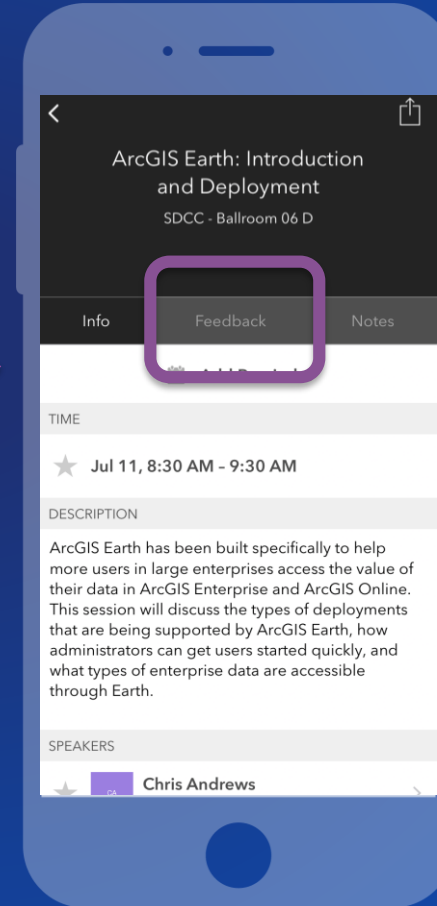 ArcGIS Earth: Introduction
and Deployment
SDCC - Ballroom 06 D
Info Feedback Notes
TIME
Jul 11, 8:30 AM – 9:30 AM
DESCRIPTION
ArcGIS Earth has been built specifically to help
more users in large enterprises access the value of
their data in ArcGIS Enterprise and ArcGIS Online.
This session will discuss the types of deployments
that are being supported by ArcGIS Earth, how
administrators can get users started quickly, and
what types of enterprise data are accessible
through Earth.
SPEAKERS
CA Chris Andrews